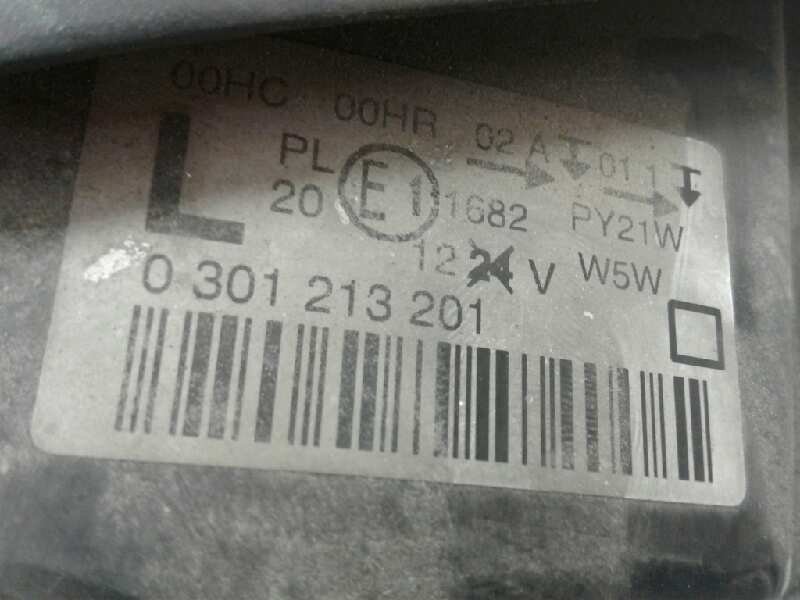 00HC 00HR 02 A 01 1
L PL E1 1682 PY21W
20
12 24 V W5W
0 301 213 201